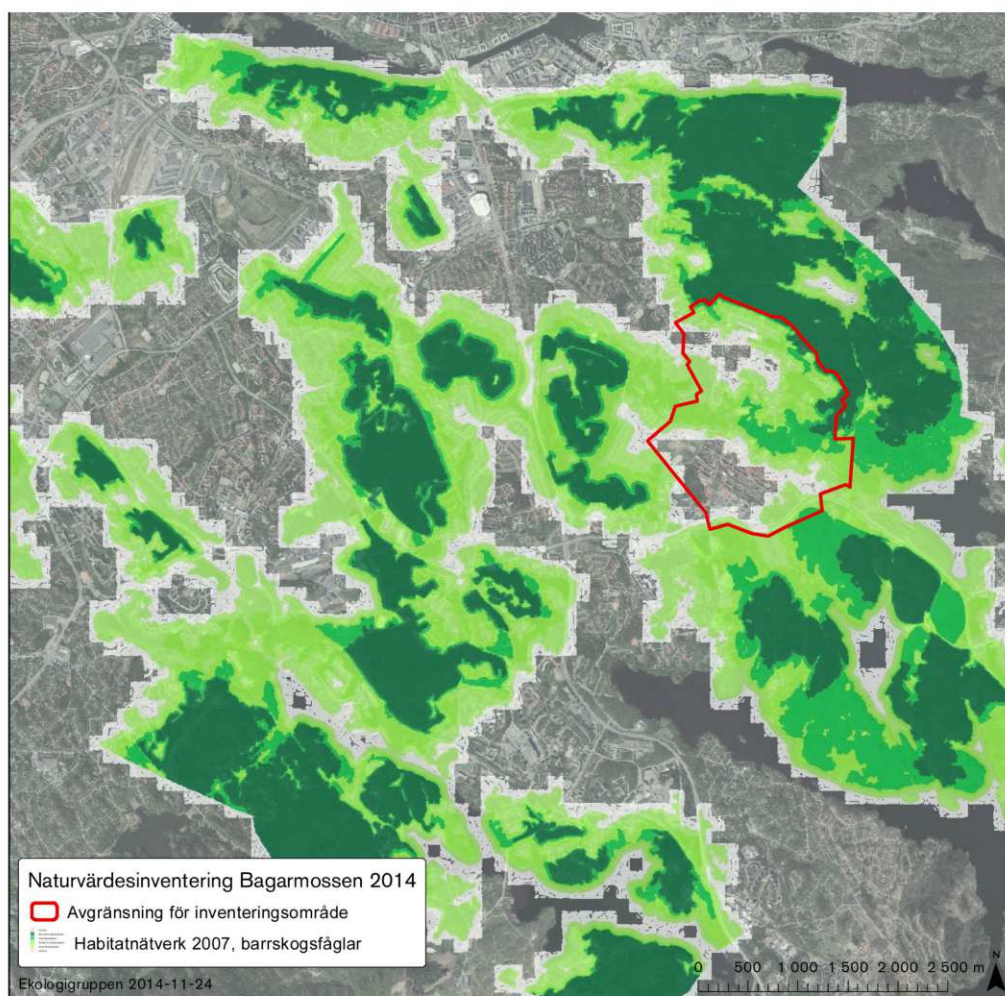 Naturvärdesinventering Bagarmossen 2014
Avgränsning för inventeringsområde
Habitatnätverk 2007, barrskogsfåglar
Ekologigruppen 2014-11-24
0 500 1 000 1 500 2 000 2 500 m
N